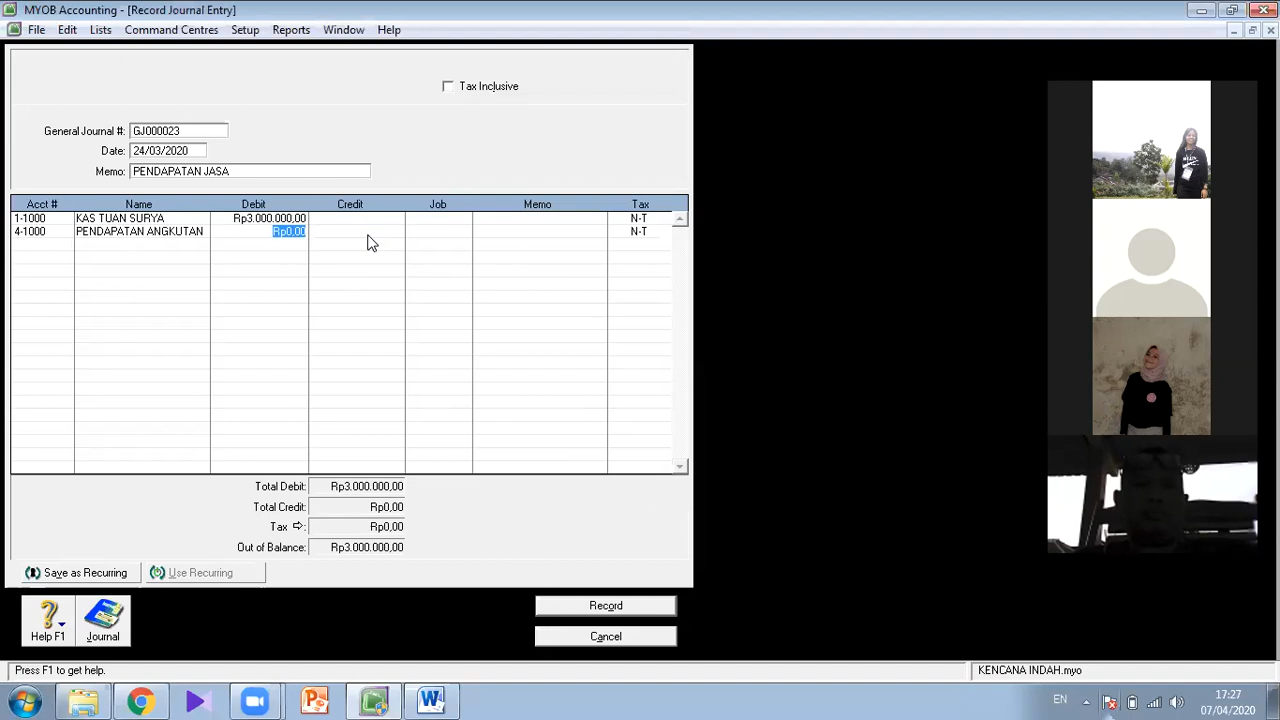 MYOB Accounting - [Record Journal Entry]
File Edit Lists Command Centres Setup Reports Window Help
Tax Inclusive
General Journal #: GJ000023
Date: 24/03/2020
Memo: PENDAPATAN JASA
Acct # Name Debit Credit Job Memo Tax
1-1000 KAS TUAN SURYA Rp3.000.000,00 N-T
4-1000 PENDAPATAN ANGKUTAN Rp0,00 N-T
Total Debit: Rp3.000.000,00
Total Credit: Rp0,00
Tax ⇨: Rp0,00
Out of Balance: Rp3.000.000,00
Save as Recurring Use Recurring
Record
Help F1 Journal
Cancel
Press F1 to get help. KENCANA INDAH.myo
EN 17:27
07/04/2020